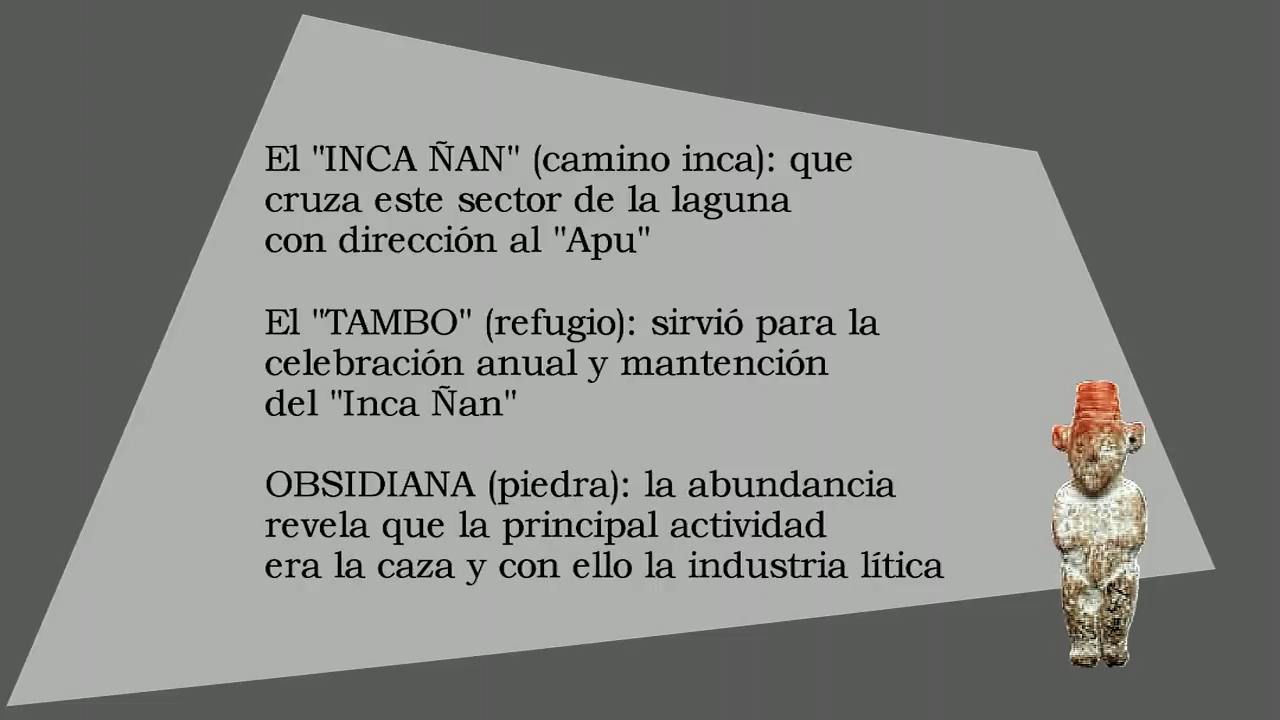 El "INCA ÑAN" (camino inca): que
cruza este sector de la laguna
con dirección al "Apu"
El "TAMBO" (refugio): sirvió para la
celebración anual y mantención
del "Inca Ñan"
OBSIDIANA (piedra): la abundancia
revela que la principal actividad
era la caza y con ello la industria lítica